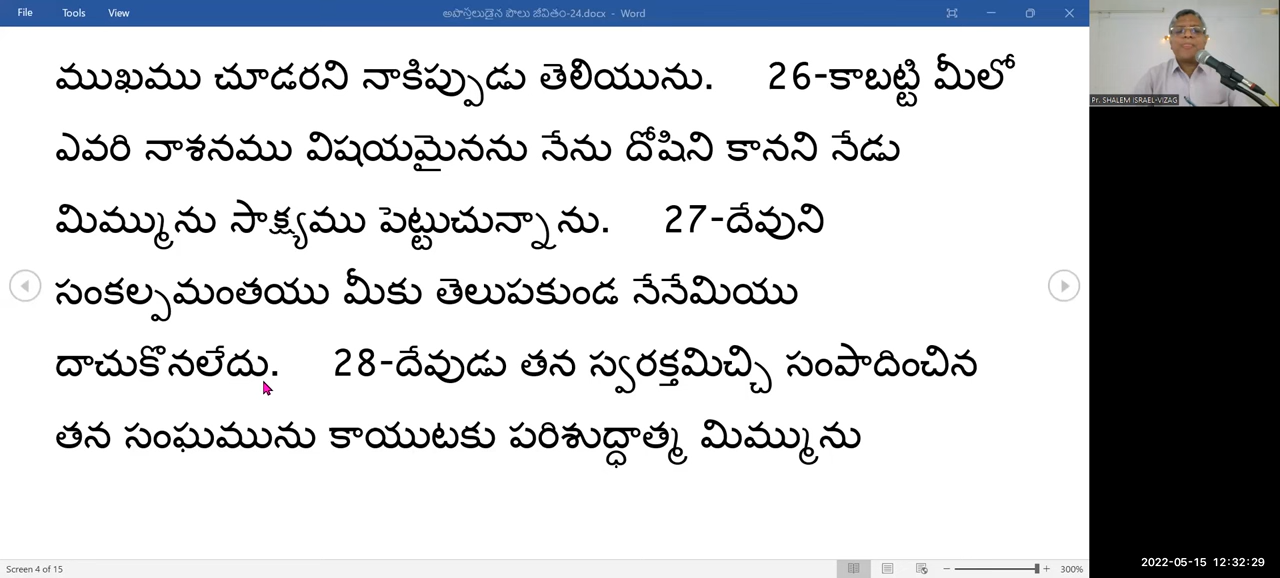 File Tools View అపొస్తలుడైన పౌలు జీవితం-24.docx - Word
ముఖము చూడరని నాకిప్పుడు తెలియును. 26-కాబట్టి మీలో
Pr. SHALEM ISRAEL-VIZAG
ఎవరి నాశనము విషయమైనను నేను దోషిని కానని నేడు
మిమ్మును సాక్ష్యము పెట్టుచున్నాను. 27-దేవుని
సంకల్పమంతయు మీకు తెలుపకుండ నేనేమియు
దాచుకొనలేదు. 28-దేవుడు తన స్వరక్తమిచ్చి సంపాదించిన
తన సంఘమును కాయుటకు పరిశుద్ధాత్మ మిమ్మును
Screen 4 of 15 300%
2022-05-15 12:32:29